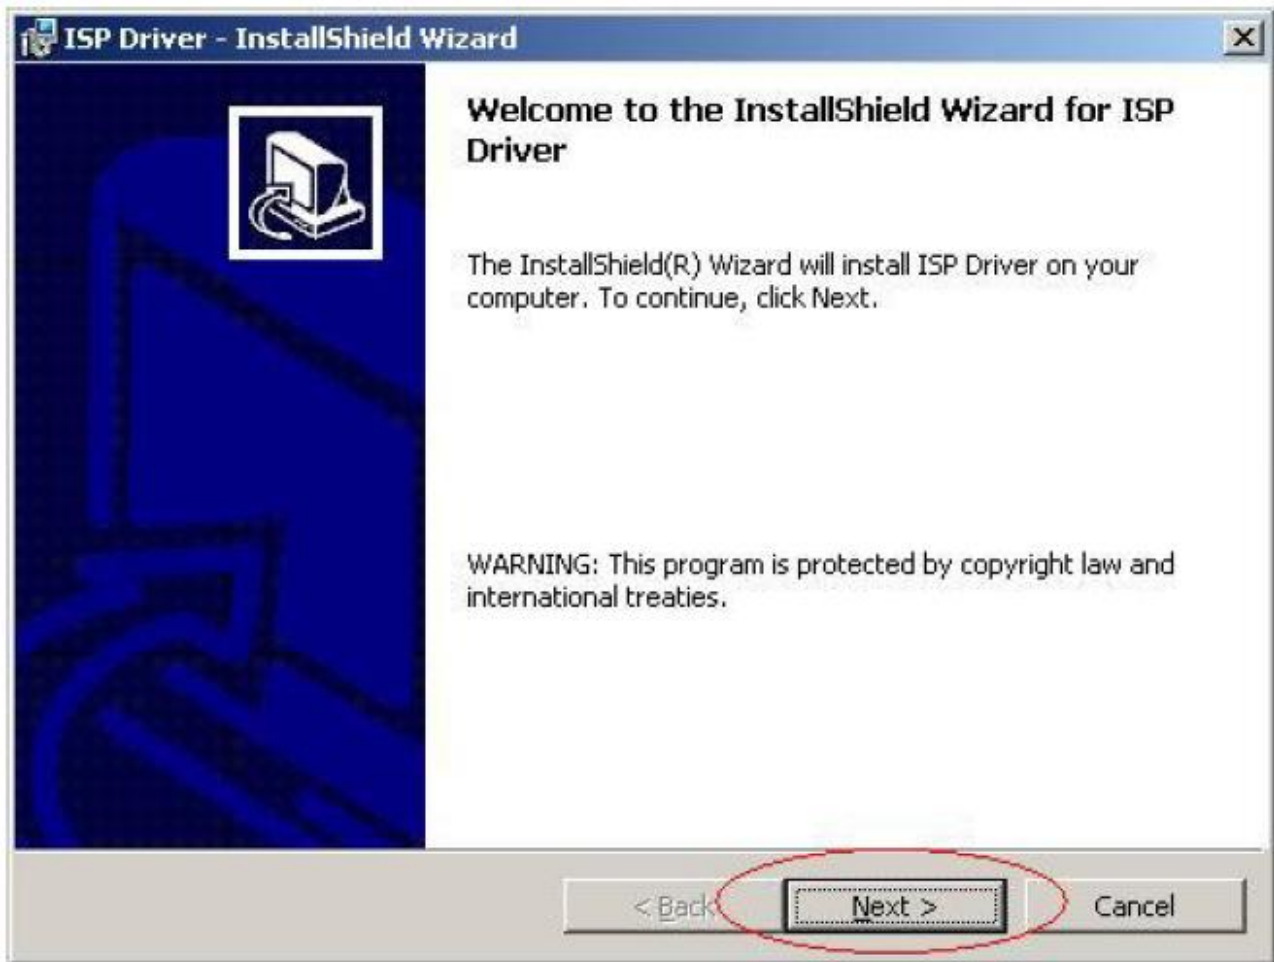 ISP Driver - InstallShield Wizard
Welcome to the InstallShield Wizard for ISP
Driver
The InstallShield(R) Wizard will install ISP Driver on your
computer. To continue, click Next.
WARNING: This program is protected by copyright law and
international treaties.
< Back
Next >
Cancel